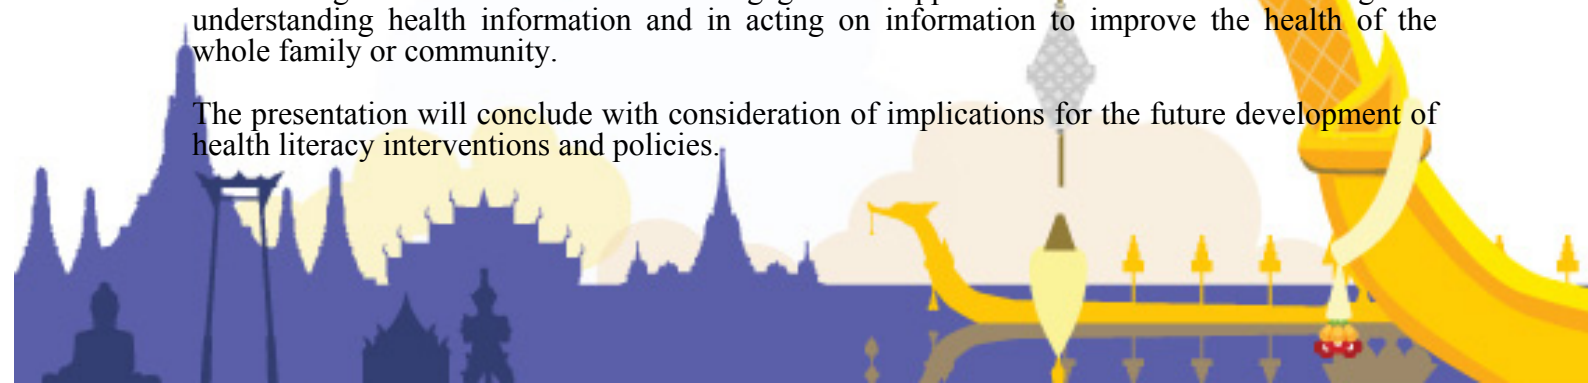 understanding health information and in acting on information to improve the health of the
whole family or community.
The presentation will conclude with consideration of implications for the future development of
health literacy interventions and policies.